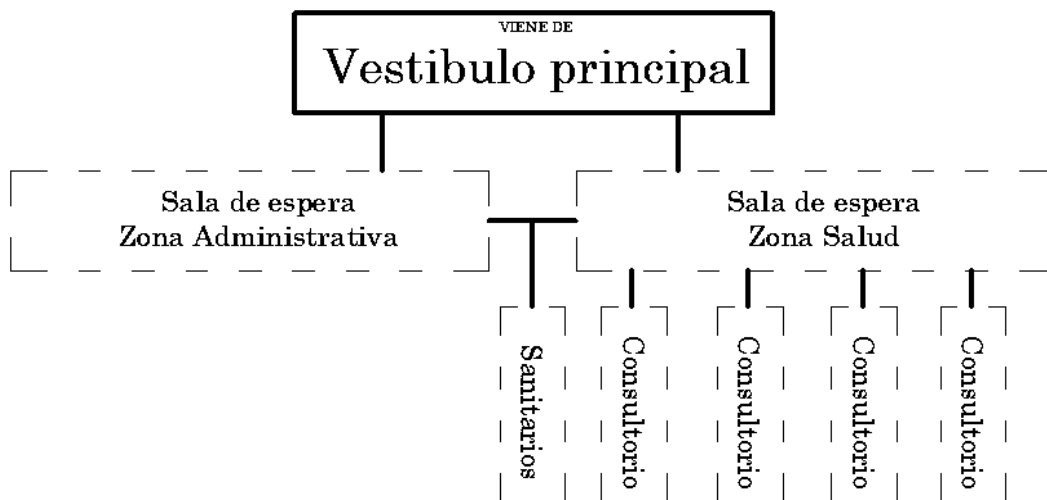 VIENE DE
Vestibulo principal
Sala de espera
Zona Administrativa
Sala de espera
Zona Salud
Sanitarios
Consultorio
Consultorio
Consultorio
Consultorio